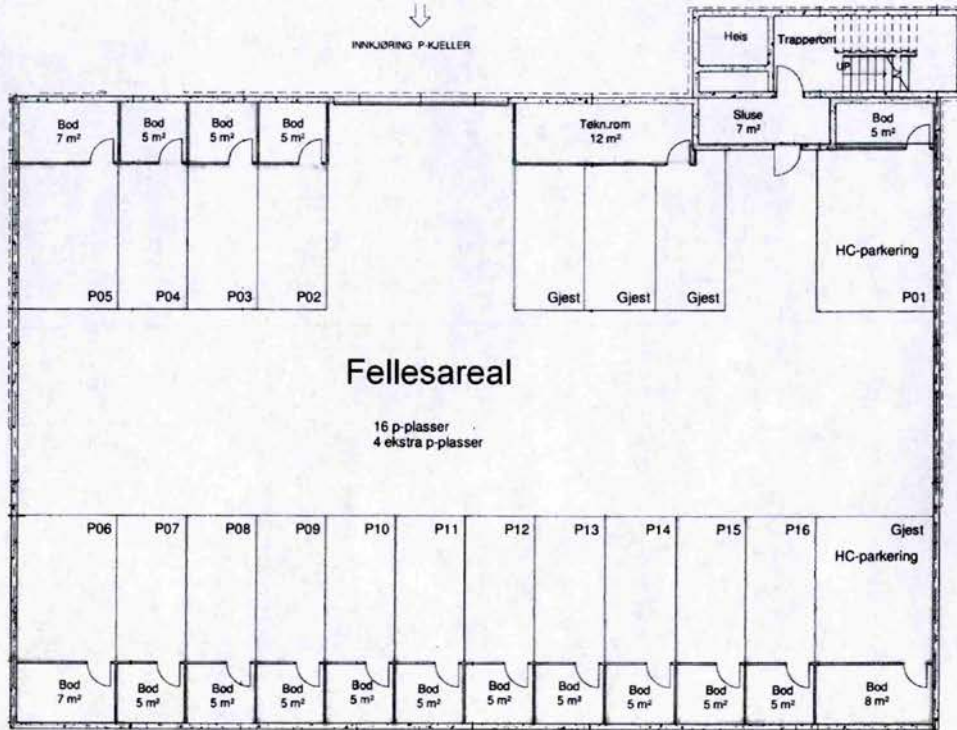 INNKJØRING P-KJELLER
Heis
Trapperom
UP
Bod
7 m²
Bod
5 m²
Bod
5 m²
Bod
5 m²
Tekn.rom
12 m²
Sluse
7 m²
Bod
5 m²
HC-parkering
P05
P04
P03
P02
Gjest
Gjest
Gjest
P01
Fellesareal
16 p-plasser
4 ekstra p-plasser
P06
P07
P08
P09
P10
P11
P12
P13
P14
P15
P16
Gjest
HC-parkering
Bod
7 m²
Bod
5 m²
Bod
5 m²
Bod
5 m²
Bod
5 m²
Bod
5 m²
Bod
5 m²
Bod
5 m²
Bod
5 m²
Bod
5 m²
Bod
5 m²
Bod
8 m²